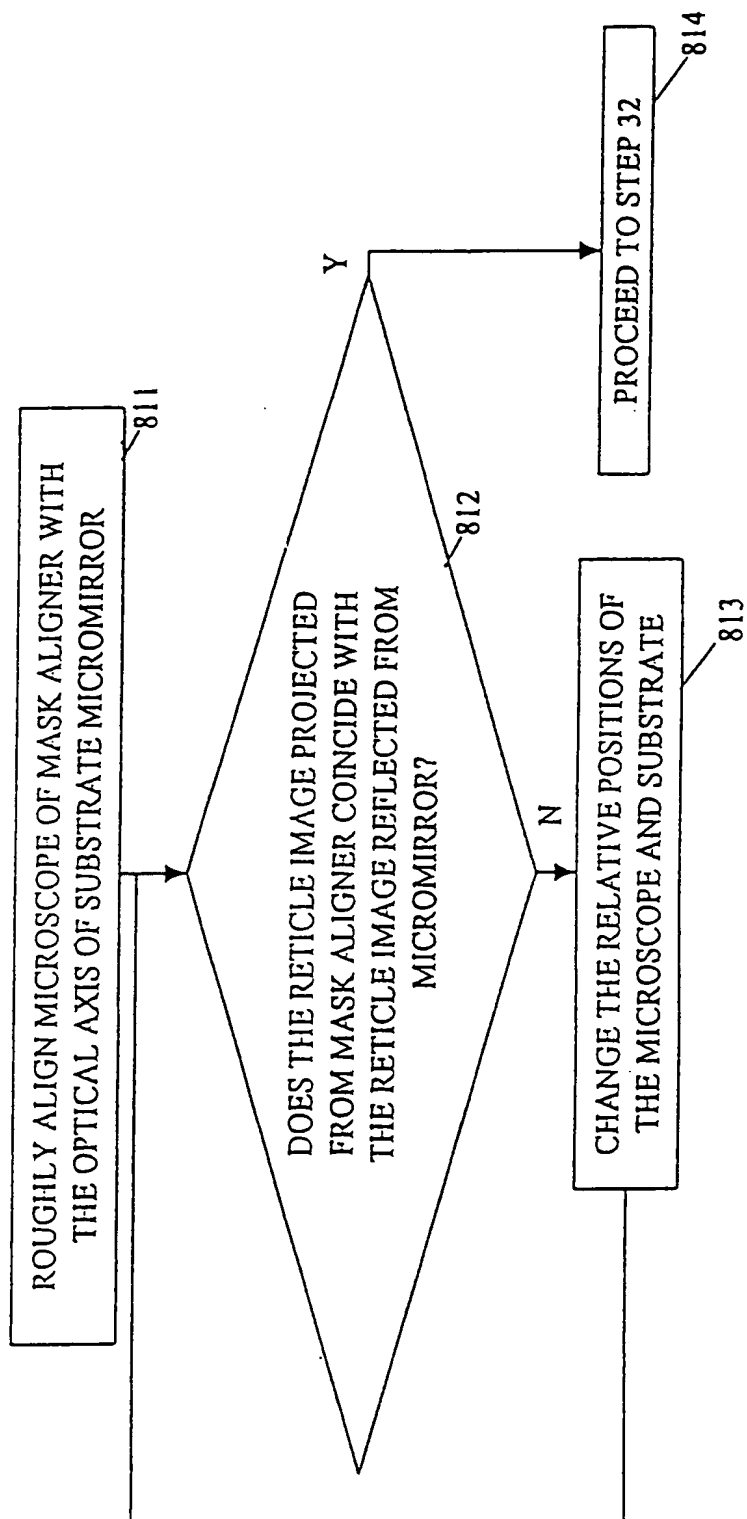 ROUGHLY ALIGN MICROSCOPE OF MASK ALIGNER WITH
THE OPTICAL AXIS OF SUBSTRATE MICROMIRROR
811
DOES THE RETICLE IMAGE PROJECTED
FROM MASK ALIGNER COINCIDE WITH
THE RETICLE IMAGE REFLECTED FROM
MICROMIRROR?
812
Y
N
CHANGE THE RELATIVE POSITIONS OF
THE MICROSCOPE AND SUBSTRATE
813
PROCEED TO STEP 32
814